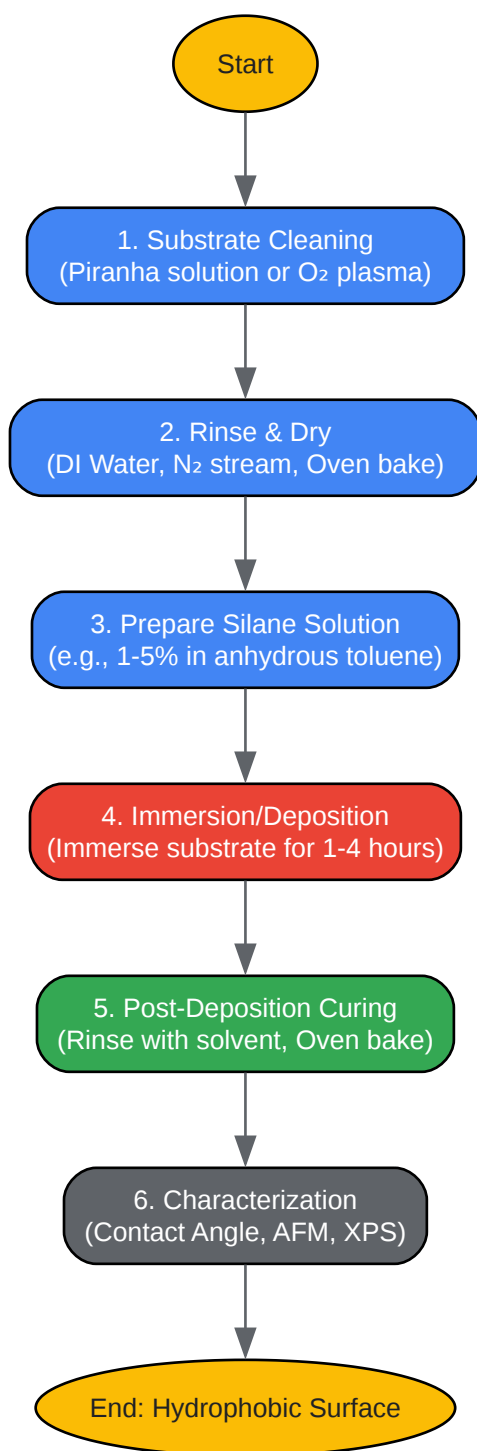 Start
1. Substrate Cleaning
(Piranha solution or O₂ plasma)
2. Rinse & Dry
(DI Water, N₂ stream, Oven bake)
3. Prepare Silane Solution
(e.g., 1-5% in anhydrous toluene)
4. Immersion/Deposition
(Immerse substrate for 1-4 hours)
5. Post-Deposition Curing
(Rinse with solvent, Oven bake)
6. Characterization
(Contact Angle, AFM, XPS)
End: Hydrophobic Surface